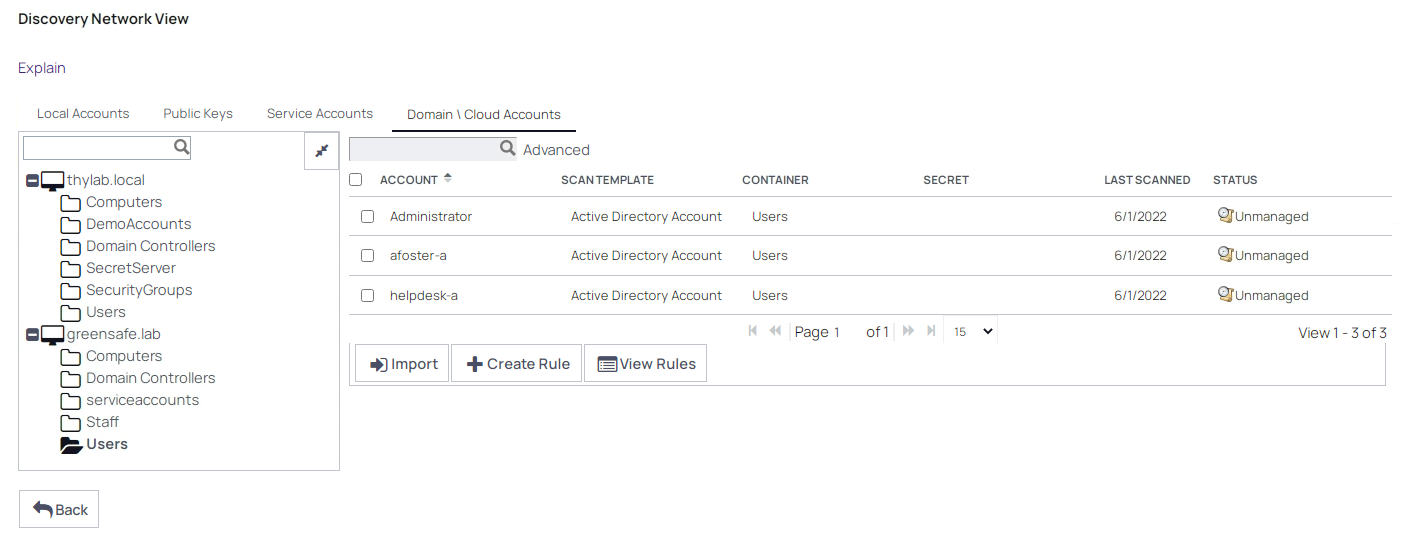 Discovery Network View
Explain
Local Accounts Public Keys Service Accounts Domain \ Cloud Accounts
Advanced
thylab.local
Computers
DemoAccounts
Domain Controllers
SecretServer
SecurityGroups
Users
greensafe.lab
Computers
Domain Controllers
serviceaccounts
Staff
Users
ACCOUNT SCAN TEMPLATE CONTAINER SECRET LAST SCANNED STATUS
Administrator Active Directory Account Users 6/1/2022 Unmanaged
afoster-a Active Directory Account Users 6/1/2022 Unmanaged
helpdesk-a Active Directory Account Users 6/1/2022 Unmanaged
Page 1 of 1 15 View 1 - 3 of 3
Import Create Rule View Rules
Back